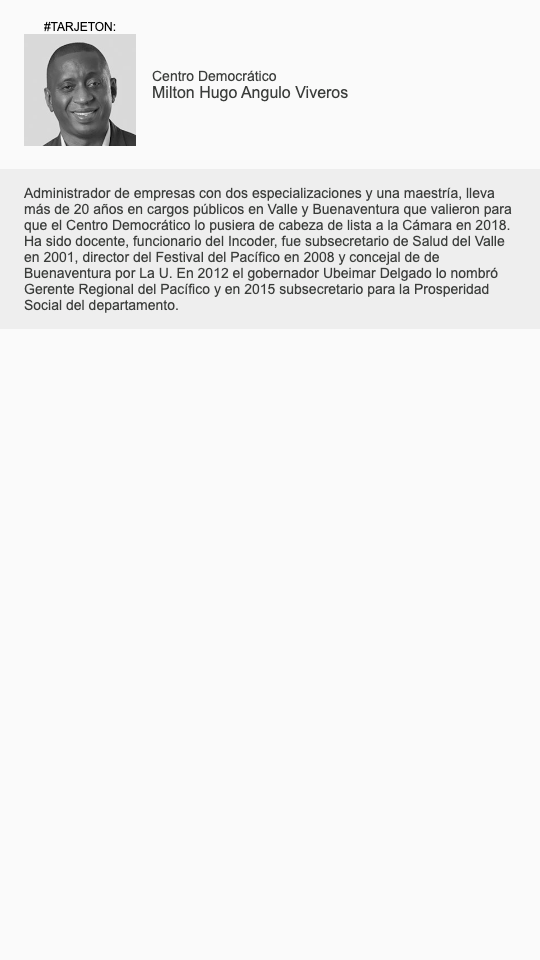 #TARJETON:
Centro Democrático
Milton Hugo Angulo Viveros
Administrador de empresas con dos especializaciones y una maestría, lleva
más de 20 años en cargos públicos en Valle y Buenaventura que valieron para
que el Centro Democrático lo pusiera de cabeza de lista a la Cámara en 2018.
Ha sido docente, funcionario del Incoder, fue subsecretario de Salud del Valle
en 2001, director del Festival del Pacífico en 2008 y concejal de de
Buenaventura por La U. En 2012 el gobernador Ubeimar Delgado lo nombró
Gerente Regional del Pacífico y en 2015 subsecretario para la Prosperidad
Social del departamento.